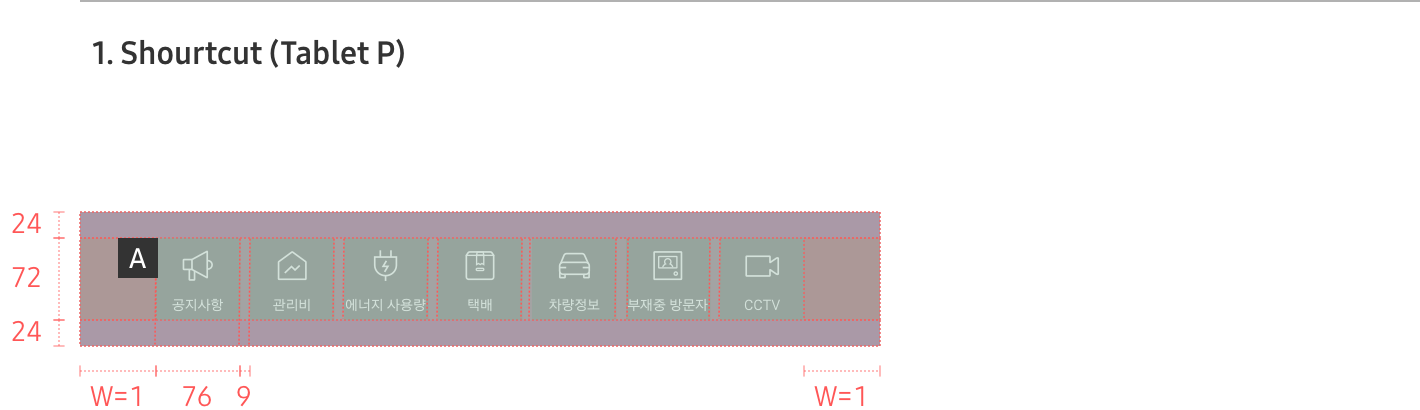 1. Shourtcut (Tablet P)
24
72
24
A
공지사항 관리비 에너지 사용량 택배 차량정보 부재중 방문자 CCTV
W=1 76 9 W=1